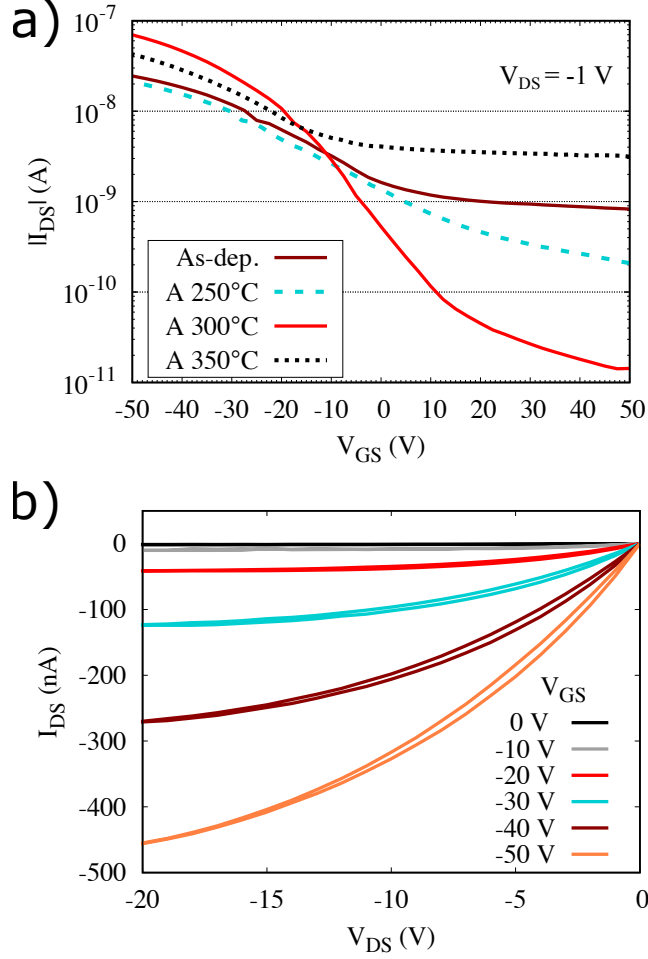 a)
V_DS = -1 V
|I_DS| (A)
10^-7
10^-8
10^-9
10^-10
10^-11
As-dep.
A 250°C
A 300°C
A 350°C
-50 -40 -30 -20 -10 0 10 20 30 40 50
V_GS (V)
b)
I_DS (nA)
0
-100
-200
-300
-400
-500
V_GS
0 V
-10 V
-20 V
-30 V
-40 V
-50 V
-20 -15 -10 -5 0
V_DS (V)